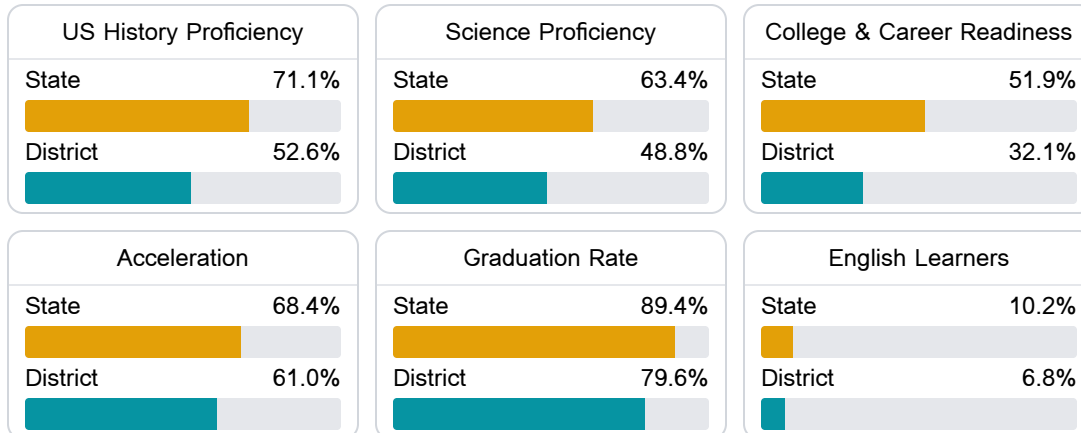 US History Proficiency
State 71.1%
District 52.6%
Science Proficiency
State 63.4%
District 48.8%
College & Career Readiness
State 51.9%
District 32.1%
Acceleration
State 68.4%
District 61.0%
Graduation Rate
State 89.4%
District 79.6%
English Learners
State 10.2%
District 6.8%